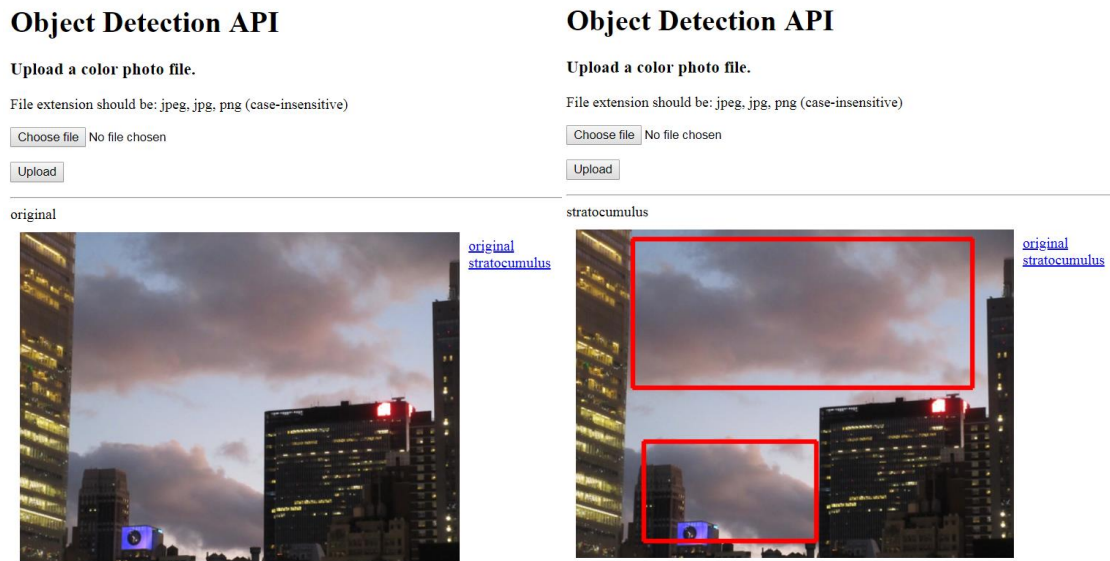 Object Detection API
Upload a color photo file.
File extension should be: jpeg, jpg, png (case-insensitive)
Choose file No file chosen
Upload
original
original
stratocumulus
Object Detection API
Upload a color photo file.
File extension should be: jpeg, jpg, png (case-insensitive)
Choose file No file chosen
Upload
stratocumulus
original
stratocumulus